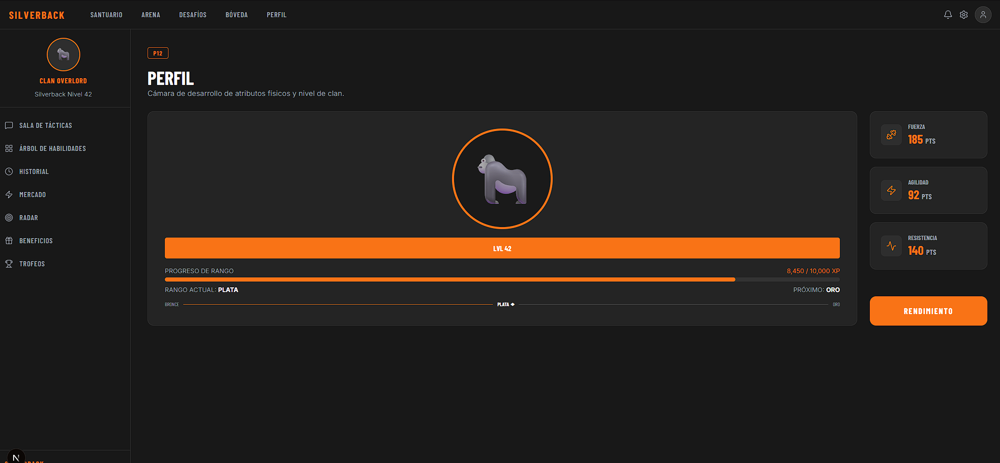 SILVERBACK
SANTUARIO ARENA DESAFÍOS BÓVEDA PERFIL
CLAN OVERLORD
Silverback Nivel 42
SALA DE TÁCTICAS
ÁRBOL DE HABILIDADES
HISTORIAL
MERCADO
RADAR
BENEFICIOS
TROFEOS
N
P12
PERFIL
Cámara de desarrollo de atributos físicos y nivel de clan.
LVL 42
PROGRESO DE RANGO 8,450 / 10,000 XP
RANGO ACTUAL: PLATA PRÓXIMO: ORO
BRONCE PLATA ◆ ORO
FUERZA
185 PTS
AGILIDAD
92 PTS
RESISTENCIA
140 PTS
RENDIMIENTO